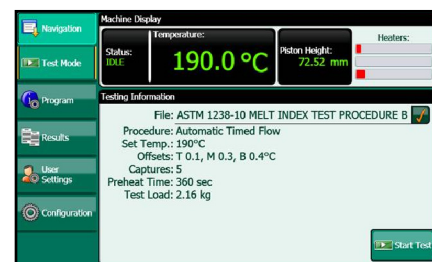 Navigation
Test Mode
Program
Results
User
Settings
Configuration
Machine Display
Status:
IDLE
Temperature:
190.0 °C
Piston Height:
72.52 mm
Heaters:
Testing Information
File: ASTM 1238-10 MELT INDEX TEST PROCEDURE B
Procedure: Automatic Timed Flow
Set Temp.: 190°C
Offsets: T 0.1, M 0.3, B 0.4°C
Captures: 5
Preheat Time: 360 sec
Test Load: 2.16 kg
Start Test